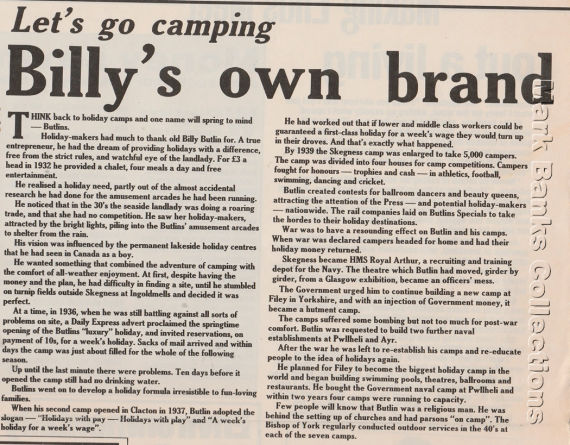 Let's go camping
Billy's own brand
THINK back to holiday camps and one name will spring to mind
— Butlins.
Holiday-makers had much to thank old Billy Butlin for. A true
entrepreneur, he had the dream of providing holidays with a difference,
free from the strict rules, and watchful eye of the landlady. For £3 a
head in 1932 he provided a chalet, four meals a day and free
entertainment.
He realised a holiday need, partly out of the almost accidental
research he had done for the amusement arcades he had been running.
He noticed that in the 30's the seaside landlady was doing a roaring
trade, and that she had no competition. He saw her holiday-makers,
attracted by the bright lights, piling into the Butlins' amusement arcades
to shelter from the rain.
His vision was influenced by the permanent lakeside holiday centres
that he had seen in Canada as a boy.
He wanted something that combined the adventure of camping with
the comfort of all-weather enjoyment. At first, despite having the
money and the plan, he had difficulty in finding a site, until he stumbled
on turnip fields outside Skegness at Ingoldmells and decided it was
perfect.
At a time, in 1936, when he was still battling against all sorts of
problems on site, a Daily Express advert proclaimed the springtime
opening of the Butlins "luxury" holiday, and invited reservations, on
payment of 10s, for a week's holiday. Sacks of mail arrived and within
days the camp was just about filled for the whole of the following
season.
Up until the last minute there were problems. Ten days before it
opened the camp still had no drinking water.
Butlins went on to develop a holiday formula irresistible to fun-loving
families.
When his second camp opened in Clacton in 1937, Butlin adopted the
slogan — "Holidays with pay — Holidays with play" and "A week's
holiday for a week's wage".
He had worked out that if lower and middle class workers could be
guaranteed a first-class holiday for a week's wage they would turn up
in their droves. And that's exactly what happened.
By 1939 the Skegness camp was enlarged to take 5,000 campers.
The camp was divided into four houses for camp competitions. Campers
fought for honours — trophies and cash — in athletics, football,
swimming, dancing and cricket.
Butlin created contests for ballroom dancers and beauty queens,
attracting the attention of the Press — and potential holiday-makers
— nationwide. The rail companies laid on Butlins Specials to take
the hordes to their holiday destinations.
War was to have a resounding effect on Butlin and his camps.
When war was declared campers headed for home and had their
holiday money returned.
Skegness became HMS Royal Arthur, a recruiting and training
depot for the Navy. The theatre which Butlin had moved, girder by
girder, from a Glasgow exhibition, became an officers' mess.
The Government urged him to continue building a new camp at
Filey in Yorkshire, and with an injection of Government money, it
became a hutment camp.
The camps suffered some bombing but not too much for post-war
comfort. Butlin was requested to build two further naval
establishments at Pwllheli and Ayr.
After the war he was left to re-establish his camps and re-educate
people to the idea of holidays again.
He planned for Filey to become the biggest holiday camp in the
world and began building swimming pools, theatres, ballrooms and
restaurants. He bought the Government naval camp at Pwllheli and
within two years four camps were running to capacity.
Few people will know that Butlin was a religious man. He was
behind the setting up of churches and had parsons "on camp". The
Bishop of York regularly conducted outdoor services in the 40's at
each of the seven camps.
Mark Banks Collections